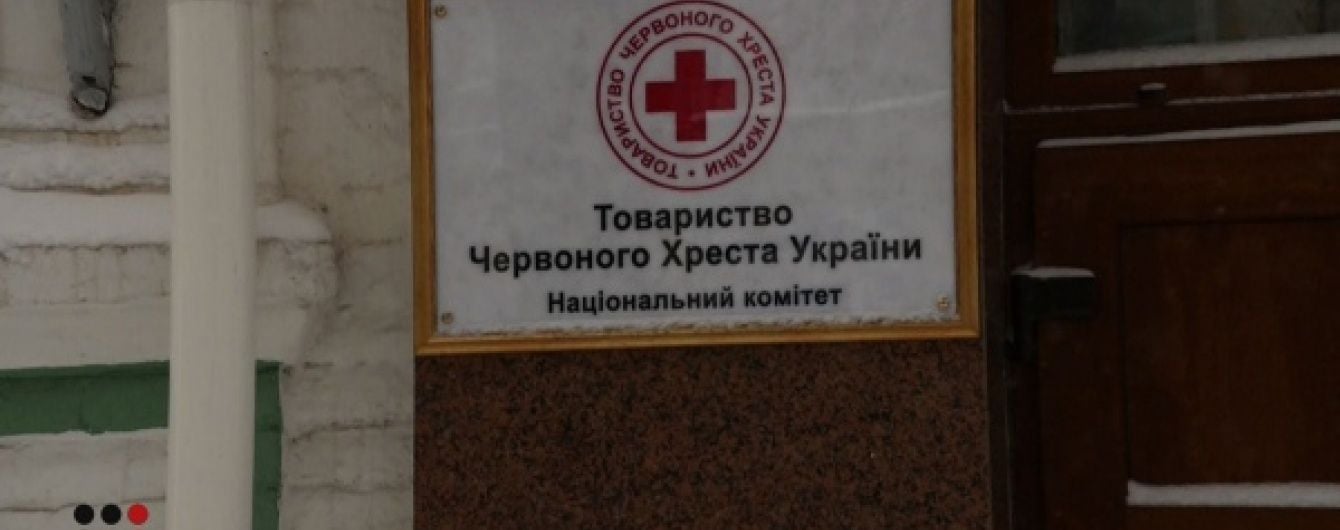 ТОВАРИСТВО ЧЕРВОНОГО ХРЕСТА УКРАЇНИ •
Товариство
Червоного Хреста України
Національний комітет